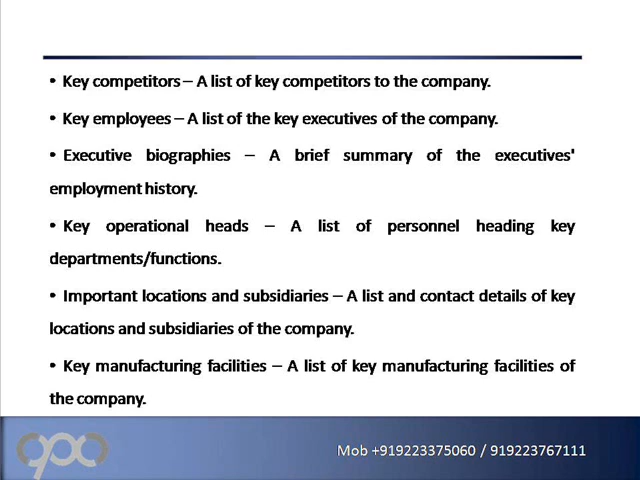 • Key competitors – A list of key competitors to the company.
• Key employees – A list of the key executives of the company.
• Executive biographies – A brief summary of the executives'
employment history.
• Key operational heads – A list of personnel heading key
departments/functions.
• Important locations and subsidiaries – A list and contact details of key
locations and subsidiaries of the company.
• Key manufacturing facilities – A list of key manufacturing facilities of
the company.
Mob +919223375060 / 919223767111